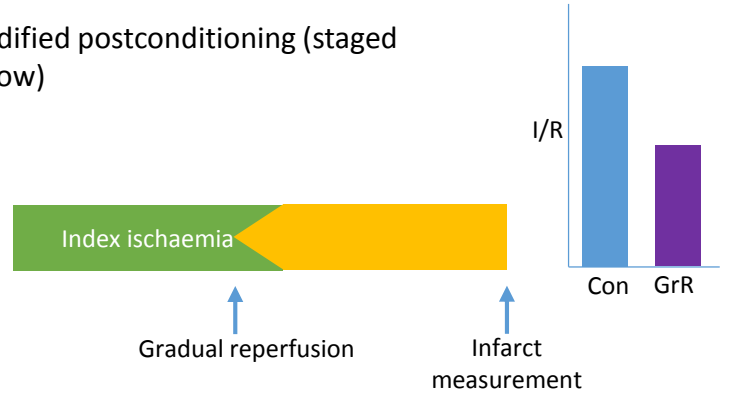 dified postconditioning (staged
ow)
I/R
Index ischaemia
Con GrR
Gradual reperfusion
Infarct
measurement